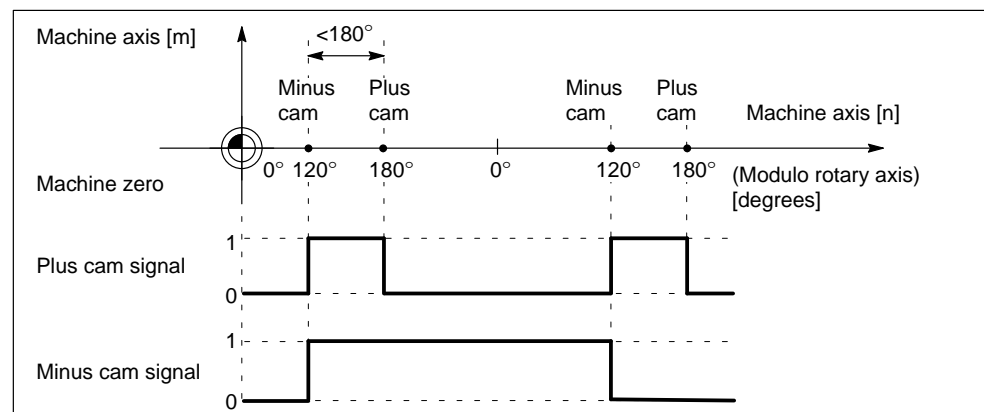 Machine axis [m]
<180°
Minus
cam
Plus
cam
Minus
cam
Plus
cam
Machine axis [n]
0° 120° 180° 0° 120° 180°
(Modulo rotary axis)
[degrees]
Machine zero
1
Plus cam signal
0
1
Minus cam signal
0